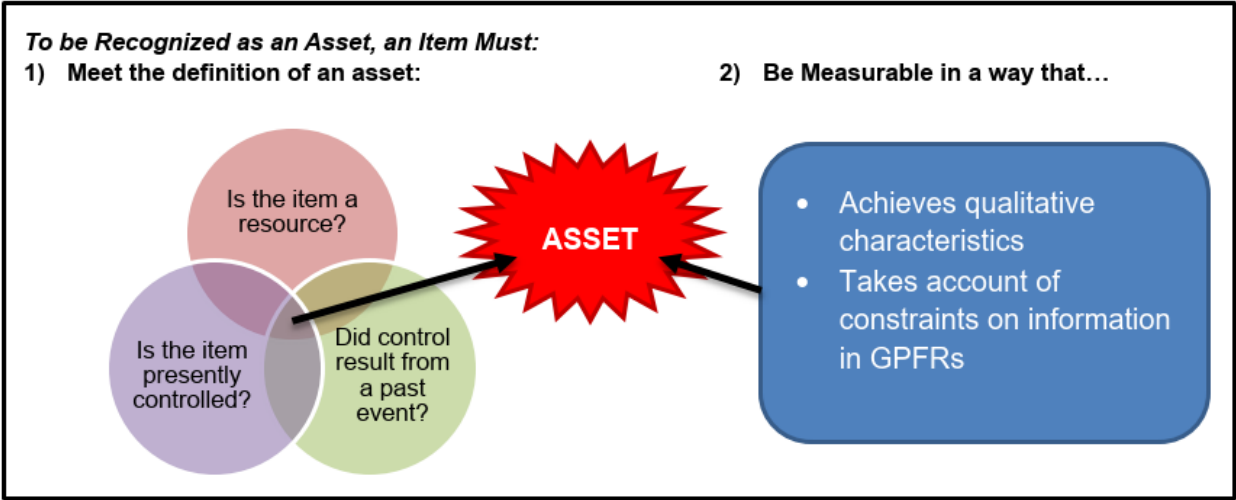 To be Recognized as an Asset, an Item Must:
1) Meet the definition of an asset:
2) Be Measurable in a way that…
Is the item a
resource?
Is the item
presently
controlled?
Did control
result from
a past
event?
ASSET
• Achieves qualitative
characteristics
• Takes account of
constraints on information
in GPFRs